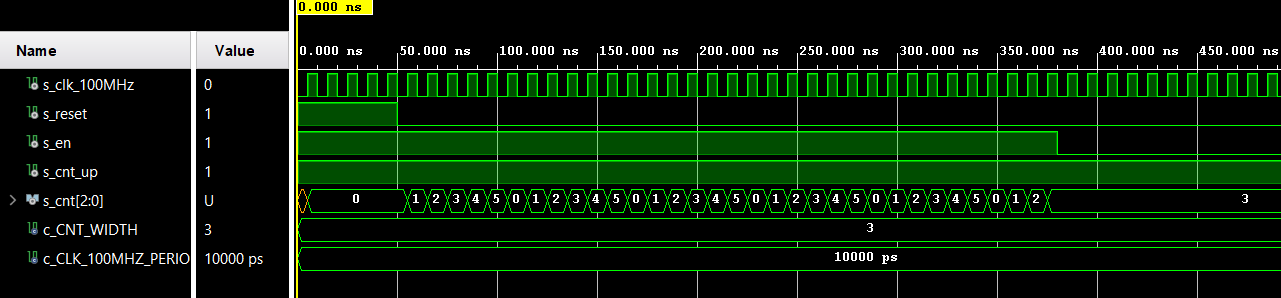 0.000 ns
Name Value
0.000 ns 50.000 ns 100.000 ns 150.000 ns 200.000 ns 250.000 ns 300.000 ns 350.000 ns 400.000 ns 450.000 ns
s_clk_100MHz 0
s_reset 1
s_en 1
s_cnt_up 1
s_cnt[2:0] U 0 1 2 3 4 5 0 1 2 3 4 5 0 1 2 3 4 5 0 1 2 3 4 5 0 1 2 3 4 5 0 1 2 3
c_CNT_WIDTH 3 3
c_CLK_100MHZ_PERIO 10000 ps 10000 ps